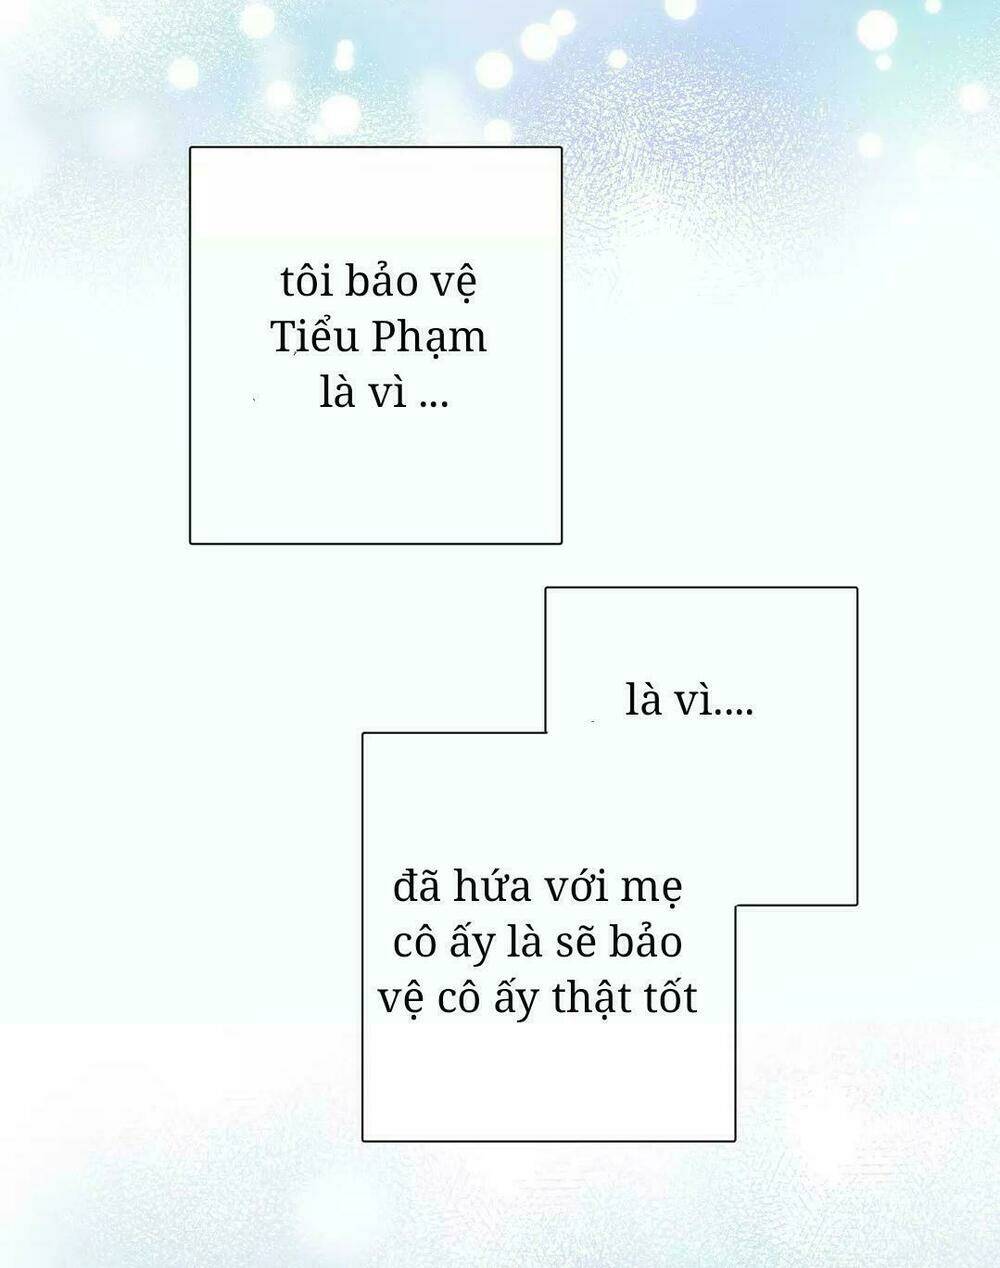 tôi bảo vệ
Tiểu Phạm
là vì ...
là vì....
đã hứa với mẹ
cô ấy là sẽ bảo
vệ cô ấy thật tốt